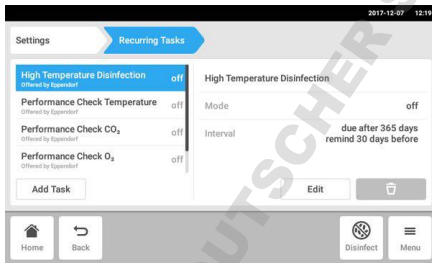 2017-12-07 12:19
Settings
Recurring Tasks
High Temperature Disinfection off
Offered by Eppendorf
Performance Check Temperature off
Offered by Eppendorf
Performance Check CO₂ off
Offered by Eppendorf
Performance Check O₂ off
Offered by Eppendorf
Add Task
High Temperature Disinfection
Mode off
Interval due after 365 days
remind 30 days before
Edit
Home
Back
Disinfect
Menu